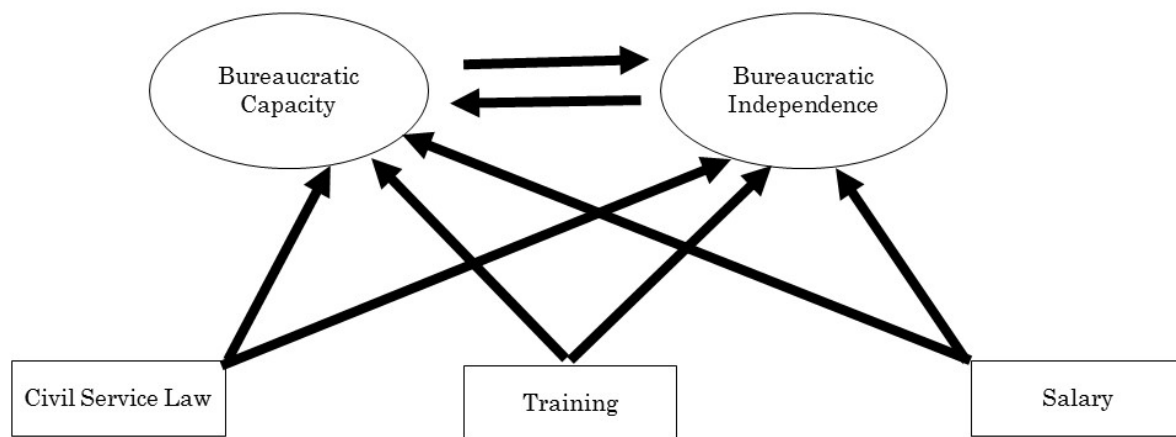 Bureaucratic
Capacity
Bureaucratic
Independence
Civil Service Law
Training
Salary